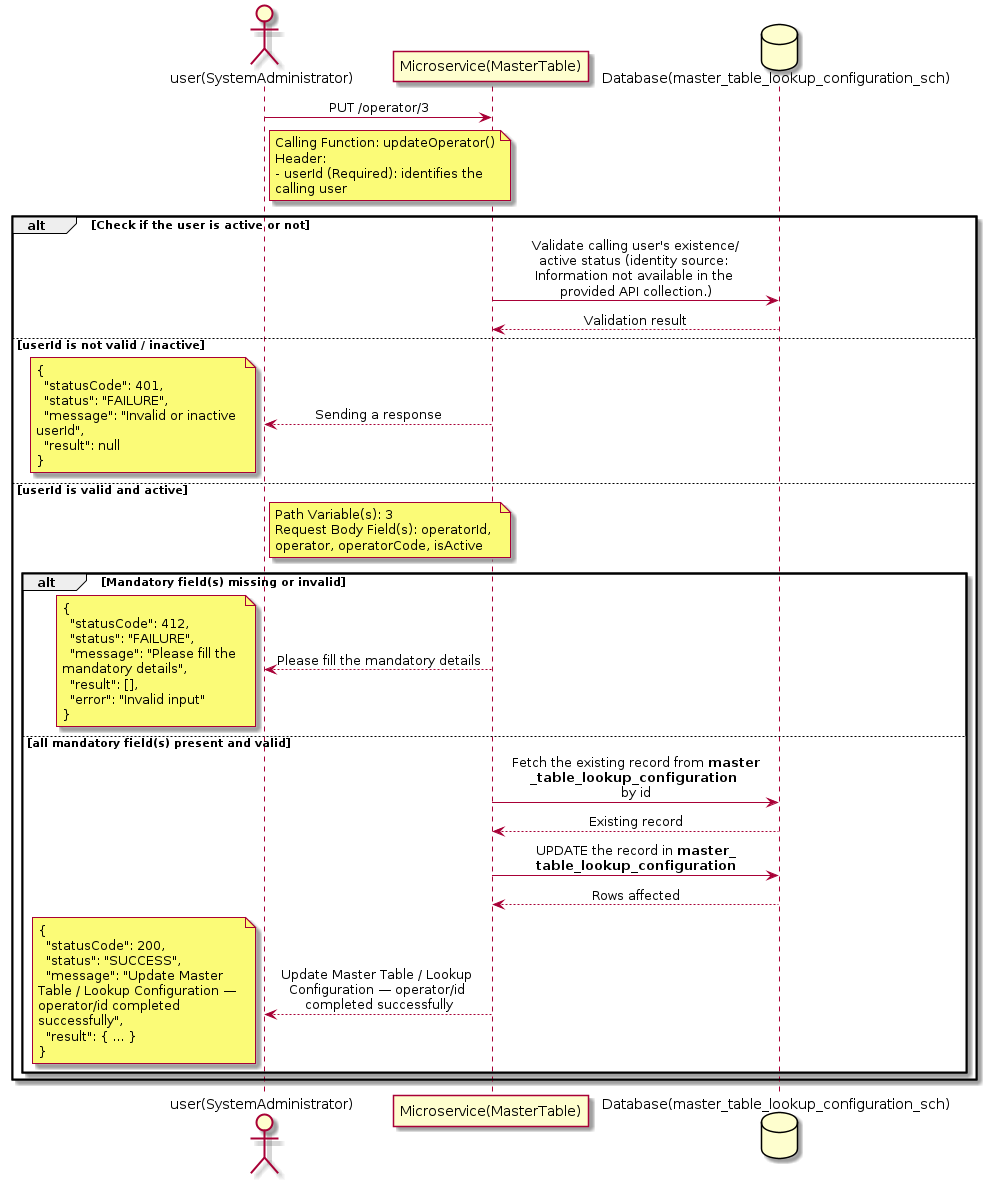 user(SystemAdministrator)
Microservice(MasterTable)
Database(master_table_lookup_configuration_sch)
PUT /operator/3
Calling Function: updateOperator()
Header:
- userId (Required): identifies the
calling user
alt
[Check if the user is active or not]
Validate calling user's existence/
active status (identity source:
Information not available in the
provided API collection.)
Validation result
[userId is not valid / inactive]
{
"statusCode": 401,
"status": "FAILURE",
"message": "Invalid or inactive
userId",
"result": null
}
Sending a response
[userId is valid and active]
Path Variable(s): 3
Request Body Field(s): operatorId,
operator, operatorCode, isActive
alt
[Mandatory field(s) missing or invalid]
{
"statusCode": 412,
"status": "FAILURE",
"message": "Please fill the
mandatory details",
"result": [],
"error": "Invalid input"
}
Please fill the mandatory details
[all mandatory field(s) present and valid]
Fetch the existing record from master
_table_lookup_configuration
by id
Existing record
UPDATE the record in master_
table_lookup_configuration
Rows affected
{
"statusCode": 200,
"status": "SUCCESS",
"message": "Update Master
Table / Lookup Configuration —
operator/id completed
successfully",
"result": { ... }
}
Update Master Table / Lookup
Configuration — operator/id
completed successfully
user(SystemAdministrator)
Microservice(MasterTable)
Database(master_table_lookup_configuration_sch)